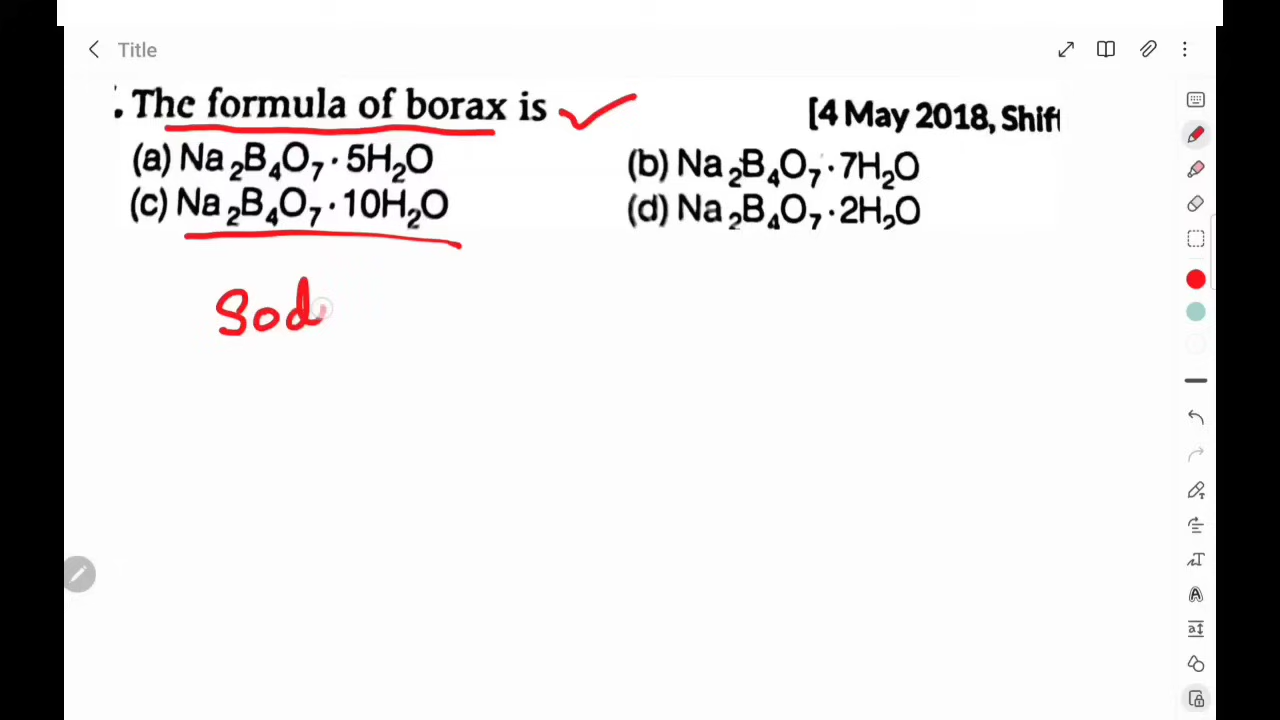 Title
. The formula of borax is
[4 May 2018, Shift
(a) Na₂B₄O₇ · 5H₂O
(b) Na₂B₄O₇ · 7H₂O
(c) Na₂B₄O₇ · 10H₂O
(d) Na₂B₄O₇ · 2H₂O
Sod